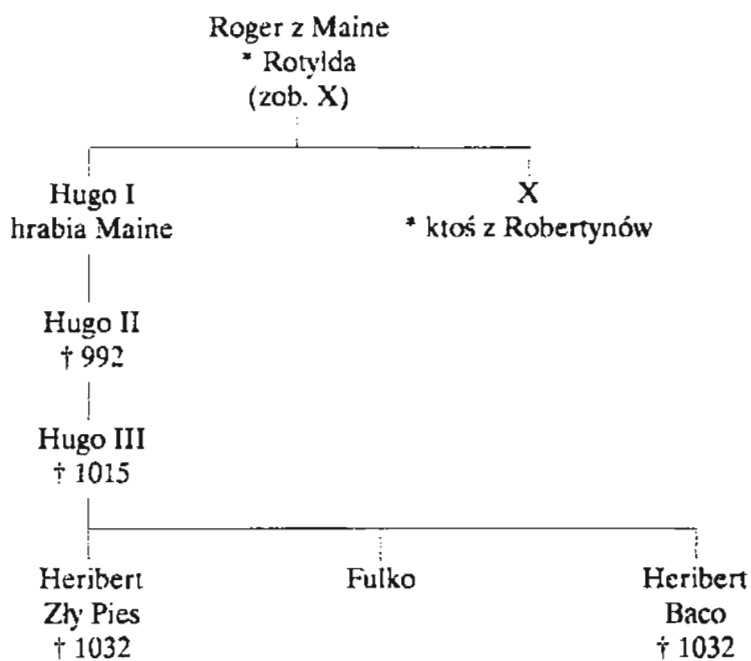 Roger z Maine
* Rotylda
(zob. X)
Hugo I
hrabia Maine
X
* ktoś z Robertynów
Hugo II
† 992
Hugo III
† 1015
Heribert
Zły Pies
† 1032
Fulko
Heribert
Baco
† 1032